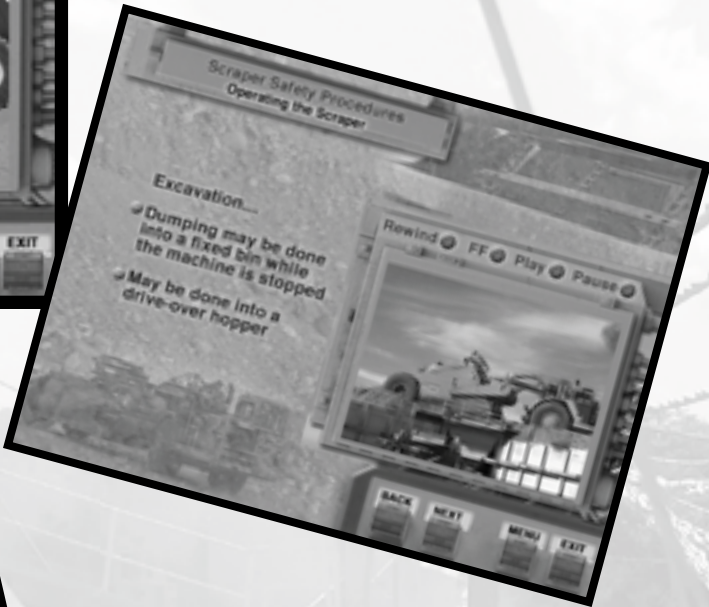 EXIT
Scraper Safety Procedures
Operating the Scraper
Excavation...
Dumping may be done
into a fixed bin while
the machine is stopped
May be done into a
drive-over hopper
Rewind FF Play Pause
BACK NEXT MENU EXIT